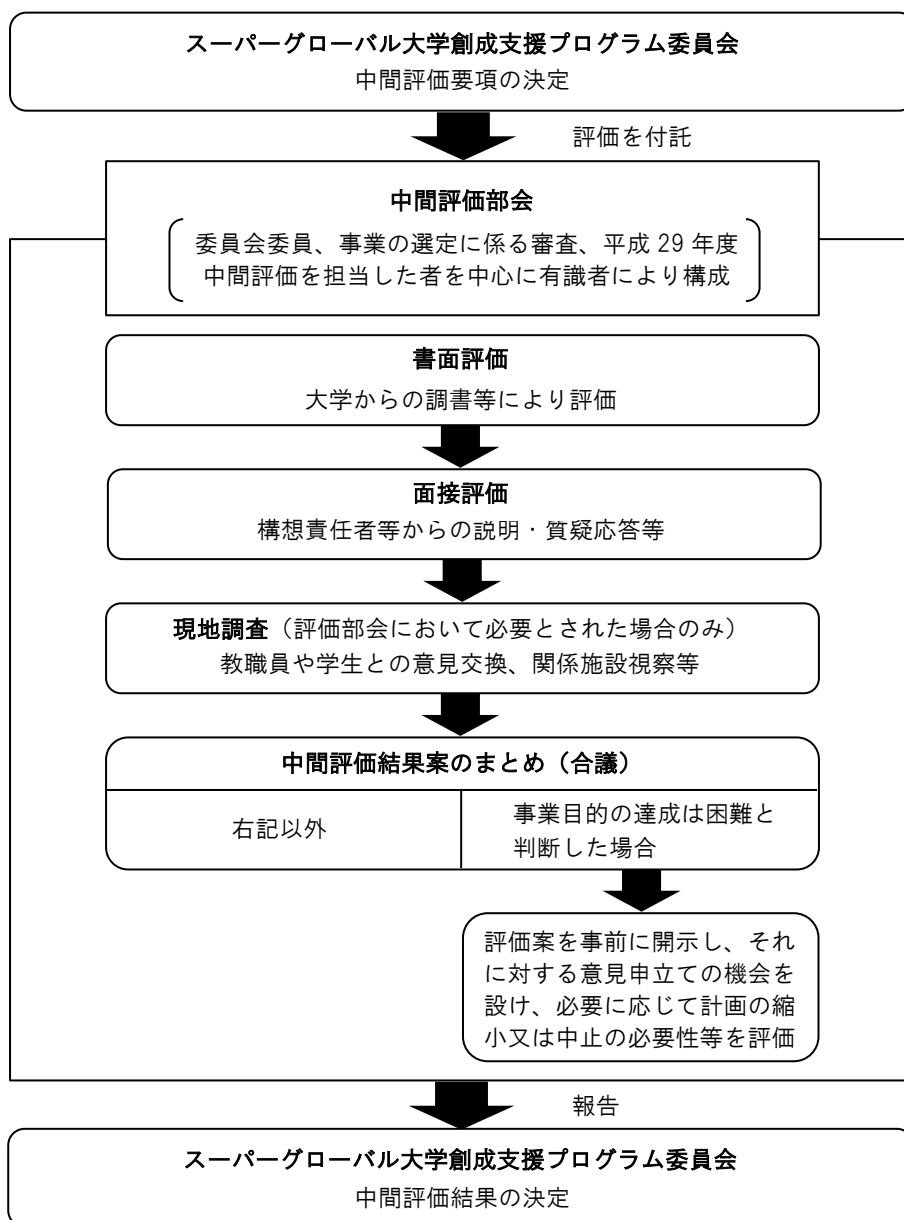 スーパーグローバル大学創成支援プログラム委員会
中間評価要項の決定
評価を付託
中間評価部会
委員会委員、事業の選定に係る審査、平成 29 年度
中間評価を担当した者を中心に有識者により構成
書面評価
大学からの調書等により評価
面接評価
構想責任者等からの説明・質疑応答等
現地調査（評価部会において必要とされた場合のみ）
教職員や学生との意見交換、関係施設視察等
中間評価結果案のまとめ（合議）
右記以外
事業目的の達成は困難と
判断した場合
評価案を事前に開示し、それ
に対する意見申立ての機会を
設け、必要に応じて計画の縮
小又は中止の必要性等を評価
報告
スーパーグローバル大学創成支援プログラム委員会
中間評価結果の決定